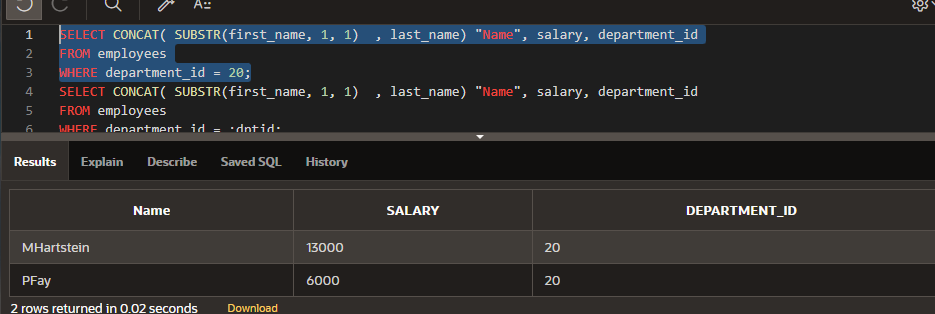 A::
1 SELECT CONCAT( SUBSTR(first_name, 1, 1)  , last_name) "Name", salary, department_id
2 FROM employees
3 WHERE department_id = 20;
4 SELECT CONCAT( SUBSTR(first_name, 1, 1)  , last_name) "Name", salary, department_id
5 FROM employees
6 WHERE department_id = :dptid;
Results Explain Describe Saved SQL History
Name SALARY DEPARTMENT_ID
MHartstein 13000 20
PFay 6000 20
2 rows returned in 0.02 seconds Download